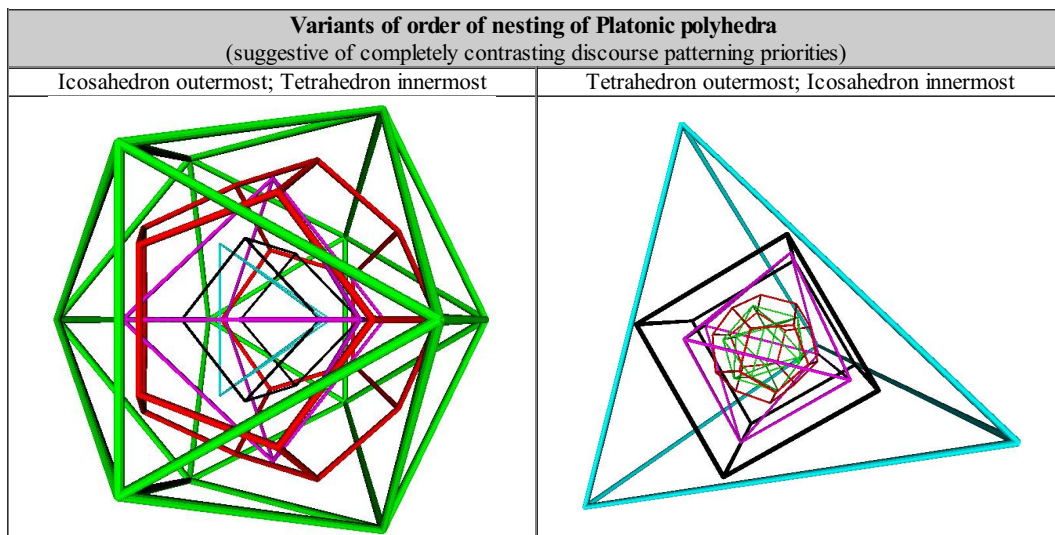 Variants of order of nesting of Platonic polyhedra
(suggestive of completely contrasting discourse patterning priorities)
Icosahedron outermost; Tetrahedron innermost
Tetrahedron outermost; Icosahedron innermost